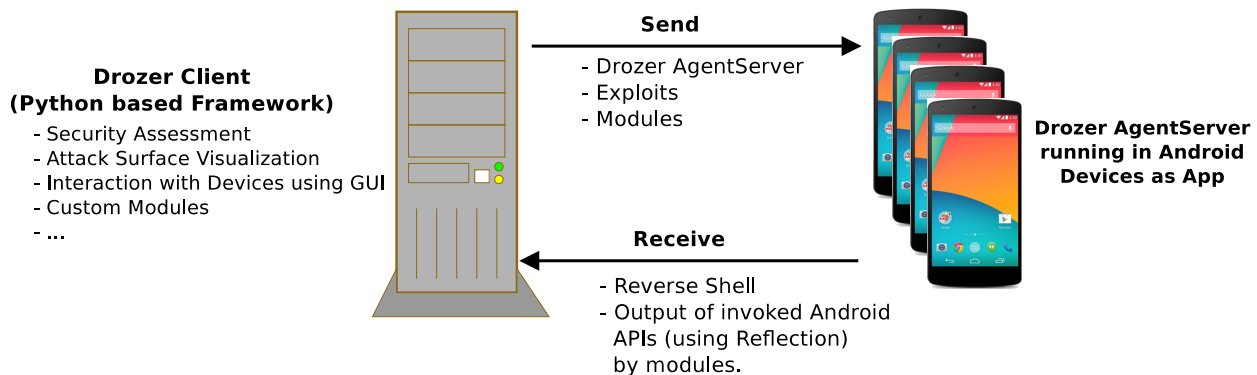 Drozer Client
(Python based Framework)
- Security Assessment
- Attack Surface Visualization
- Interaction with Devices using GUI
- Custom Modules
- ...
Send
- Drozer AgentServer
- Exploits
- Modules
Receive
- Reverse Shell
- Output of invoked Android
APIs (using Reflection)
by modules.
Drozer AgentServer
running in Android
Devices as App